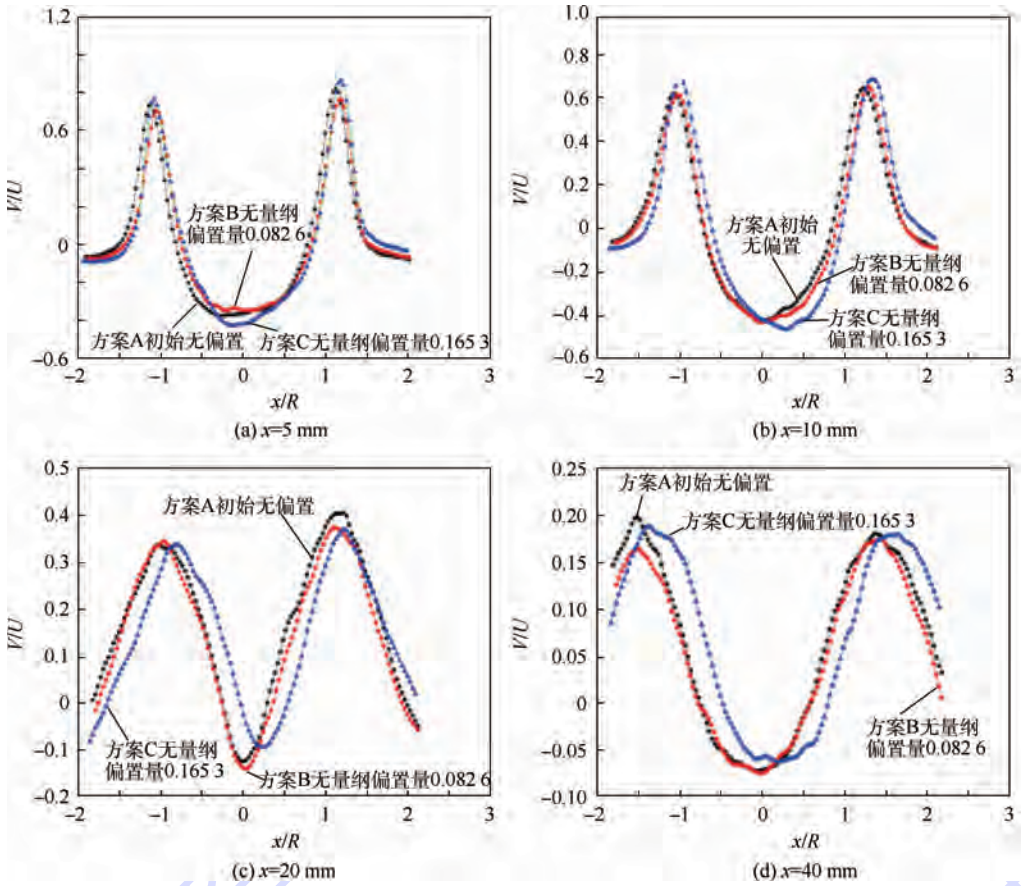 1.2
0.6
0
−0.6
V/U
−2
−1
0
1
2
3
x/R
方案B无量纲
偏置量0.082 6
方案A初始无偏置
方案C无量纲偏置量0.165 3
(a) x=5 mm
1.0
0.8
0.6
0.4
0.2
0
−0.2
−0.4
−0.6
V/U
−2
−1
0
1
2
3
x/R
方案A初始
无偏置
方案B无量纲
偏置量0.082 6
方案C无量纲
偏置量0.165 3
(b) x=10 mm
0.5
0.4
0.3
0.2
0.1
0
−0.1
−0.2
V/U
−2
−1
0
1
2
3
x/R
方案A初始无偏置
方案C无量纲
偏置量0.165 3
方案B无量纲偏置量0.082 6
(c) x=20 mm
0.25
0.20
0.15
0.10
0.05
0
−0.05
−0.10
V/U
−2
−1
0
1
2
3
x/R
方案A初始无偏置
方案C无量纲偏置量0.165 3
方案B无量纲
偏置量0.082 6
(d) x=40 mm